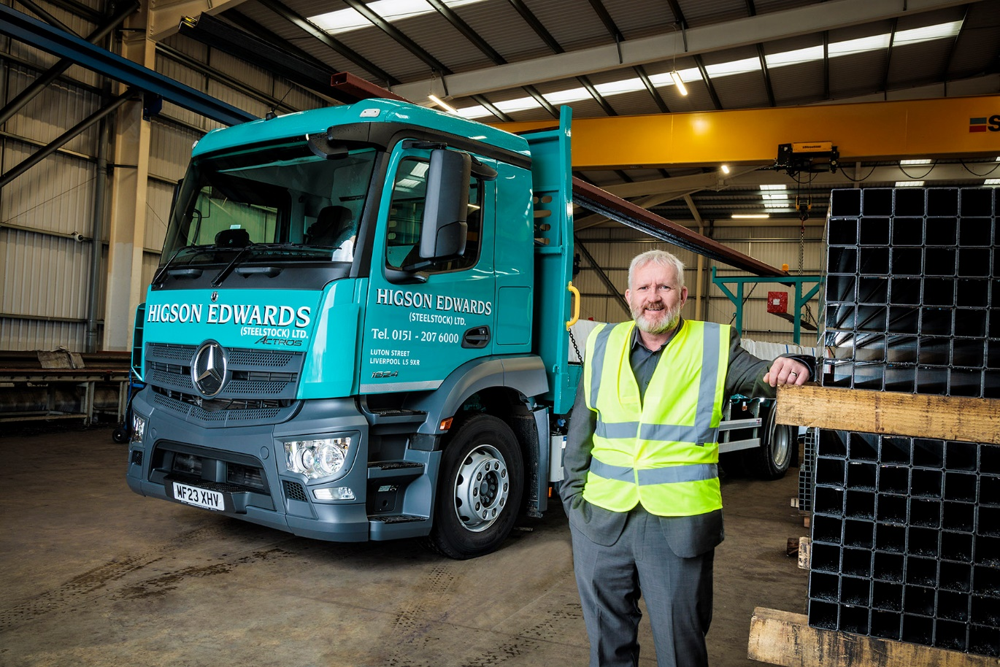 HIGSON EDWARDS
(STEELSTOCK) LTD.
ACTROS
MF23 XHV
HIGSON EDWARDS
(STEELSTOCK) LTD.
Tel. 0151 - 207 6000
LUTON STREET
LIVERPOOL L5 9XR
1824
S